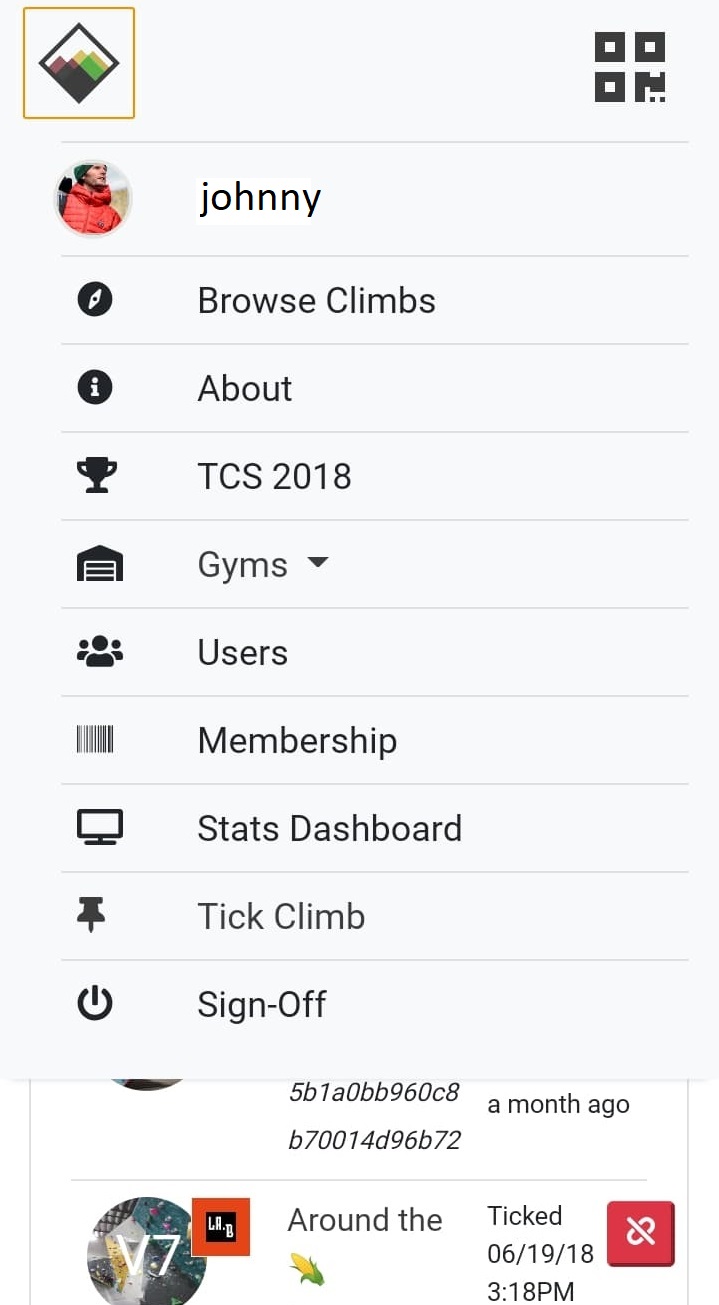 johnny
Browse Climbs
About
TCS 2018
Gyms
Users
Membership
Stats Dashboard
Tick Climb
Sign-Off
5b1a0bb960c8
b70014d96b72
a month ago
V7
LA.B
Around the
🌽
Ticked
06/19/18
3:18PM